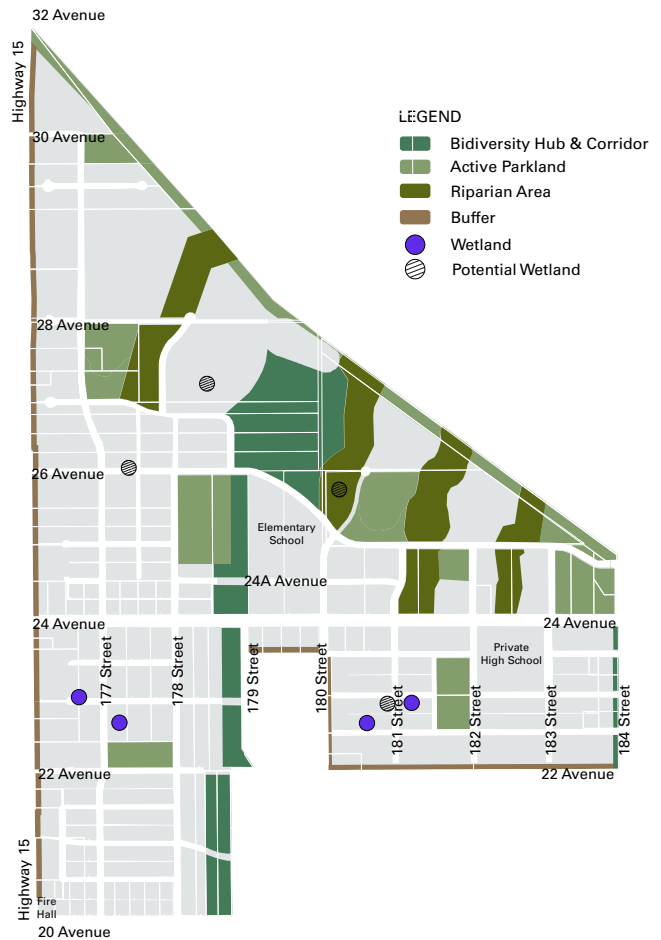 32 Avenue
Highway 15
LEGEND
30 Avenue
Bidiversity Hub & Corridor
Active Parkland
Riparian Area
Buffer
Wetland
Potential Wetland
28 Avenue
26 Avenue
Elementary
School
24A Avenue
24 Avenue
24 Avenue
177 Street
178 Street
179 Street
180 Street
Private
High School
181 Street
182 Street
183 Street
184 Street
22 Avenue
22 Avenue
Highway 15
Fire
Hall
20 Avenue